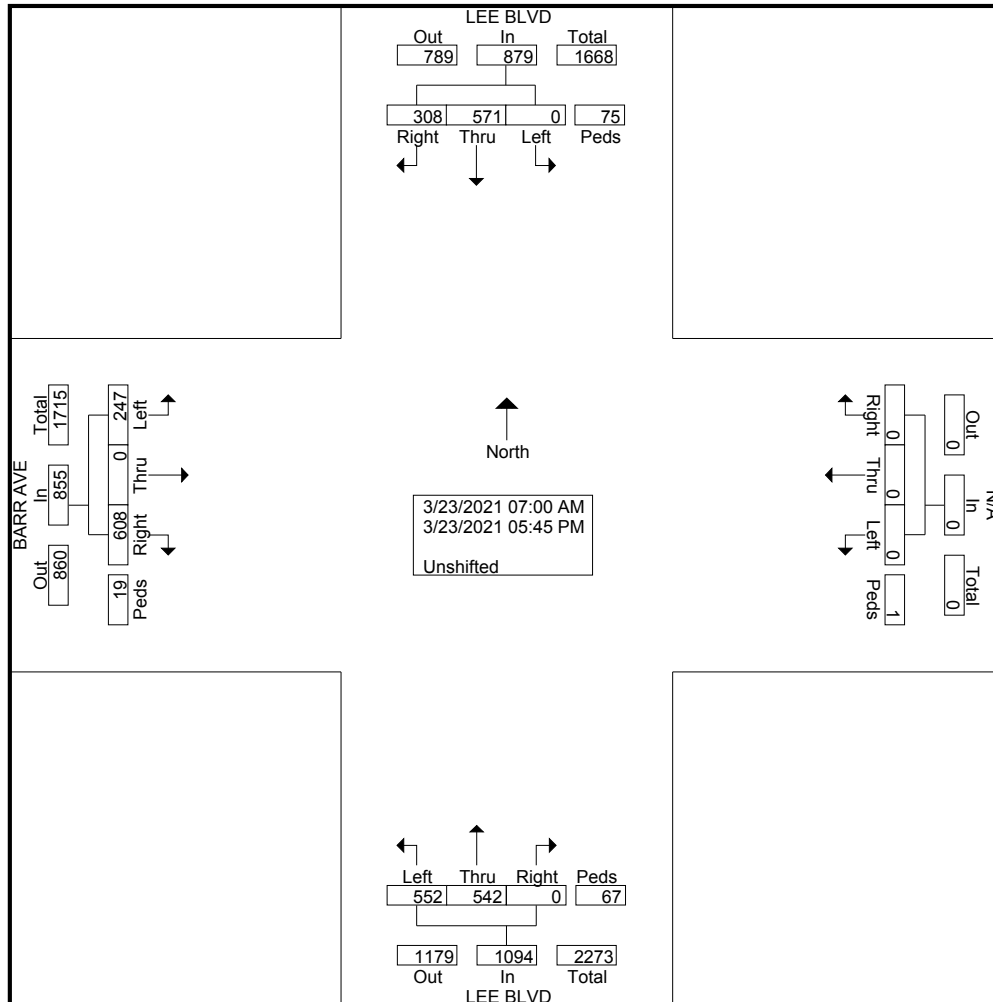 LEE BLVD
Out In Total
789 879 1668
308 571 0 75
Right Thru Left Peds
North
3/23/2021 07:00 AM
3/23/2021 05:45 PM
Unshifted
BARR AVE
Total In Out
1715 855 860
247 0 608 19
Left Thru Right Peds
N/A
Out In Total
0 0 0
0 0 0 1
Right Thru Left Peds
Left Thru Right Peds
552 542 0 67
1179 1094 2273
Out In Total
LEE BLVD